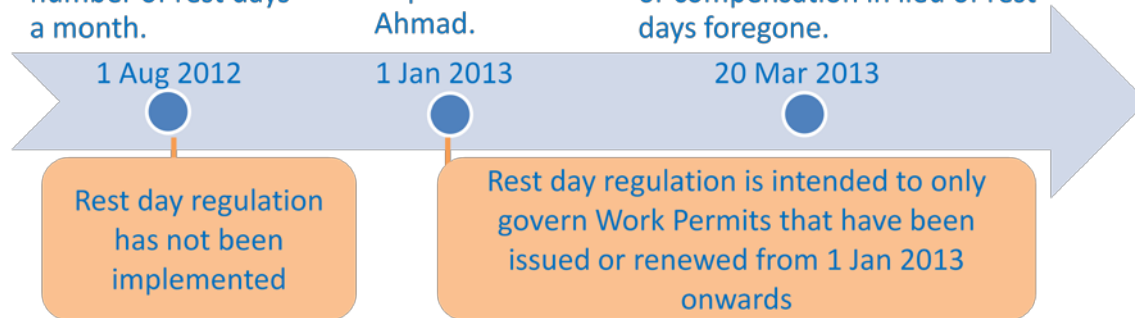 a month.
Ahmad.
days foregone.
1 Aug 2012
1 Jan 2013
20 Mar 2013
Rest day regulation
has not been
implemented
Rest day regulation is intended to only
govern Work Permits that have been
issued or renewed from 1 Jan 2013
onwards